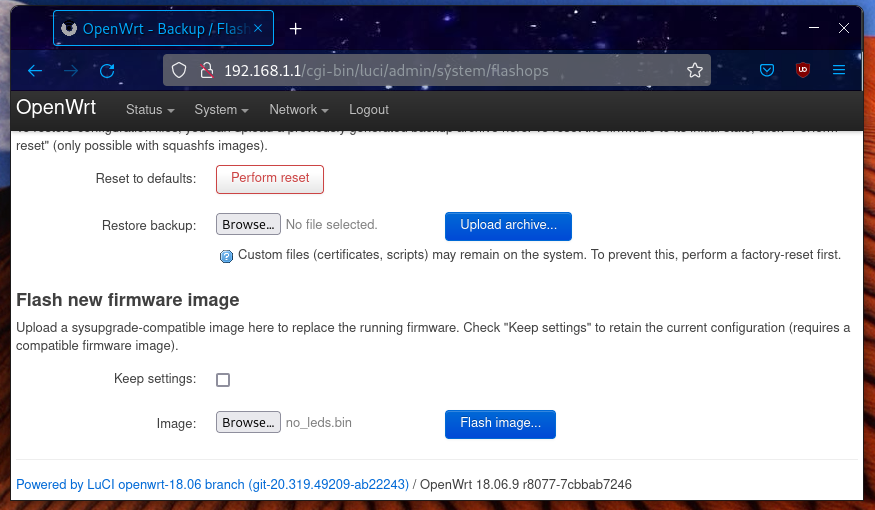 OpenWrt - Backup / Flash
192.168.1.1/cgi-bin/luci/admin/system/flashops
OpenWrt Status System Network Logout
reset" (only possible with squashfs images).
Reset to defaults: Perform reset
Restore backup: Browse... No file selected. Upload archive...
Custom files (certificates, scripts) may remain on the system. To prevent this, perform a factory-reset first.
Flash new firmware image
Upload a sysupgrade-compatible image here to replace the running firmware. Check "Keep settings" to retain the current configuration (requires a
compatible firmware image).
Keep settings:
Image: Browse... no_leds.bin Flash image...
Powered by LuCI openwrt-18.06 branch (git-20.319.49209-ab22243) / OpenWrt 18.06.9 r8077-7cbbab7246